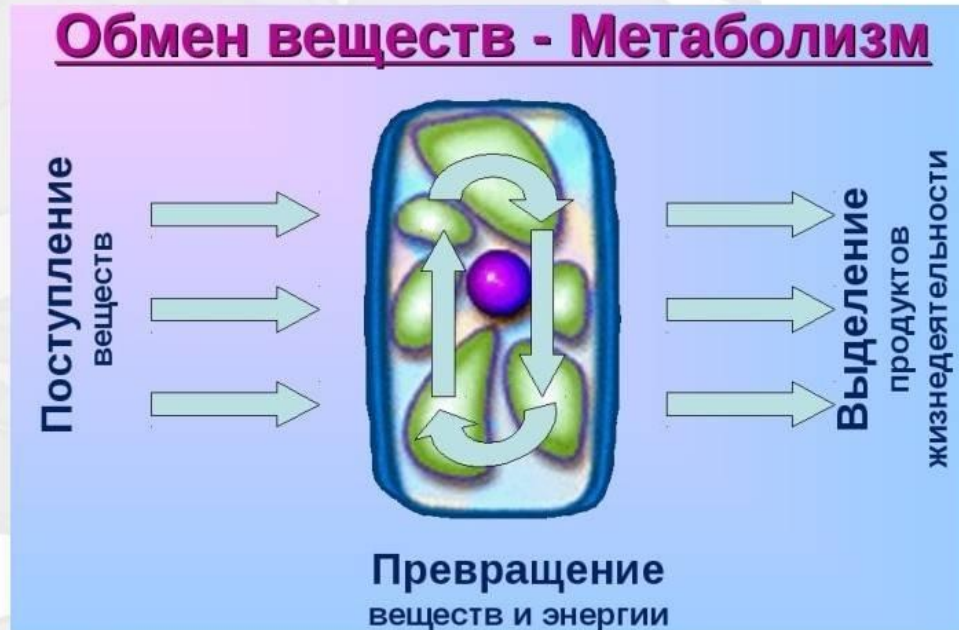 Обмен веществ - Метаболизм
Поступление
веществ
Выделение
продуктов
жизнедеятельности
Превращение
веществ и энергии